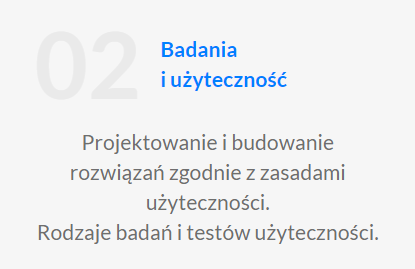 02
Badania
i użyteczność
Projektowanie i budowanie
rozwiązań zgodnie z zasadami
użyteczności.
Rodzaje badań i testów użyteczności.